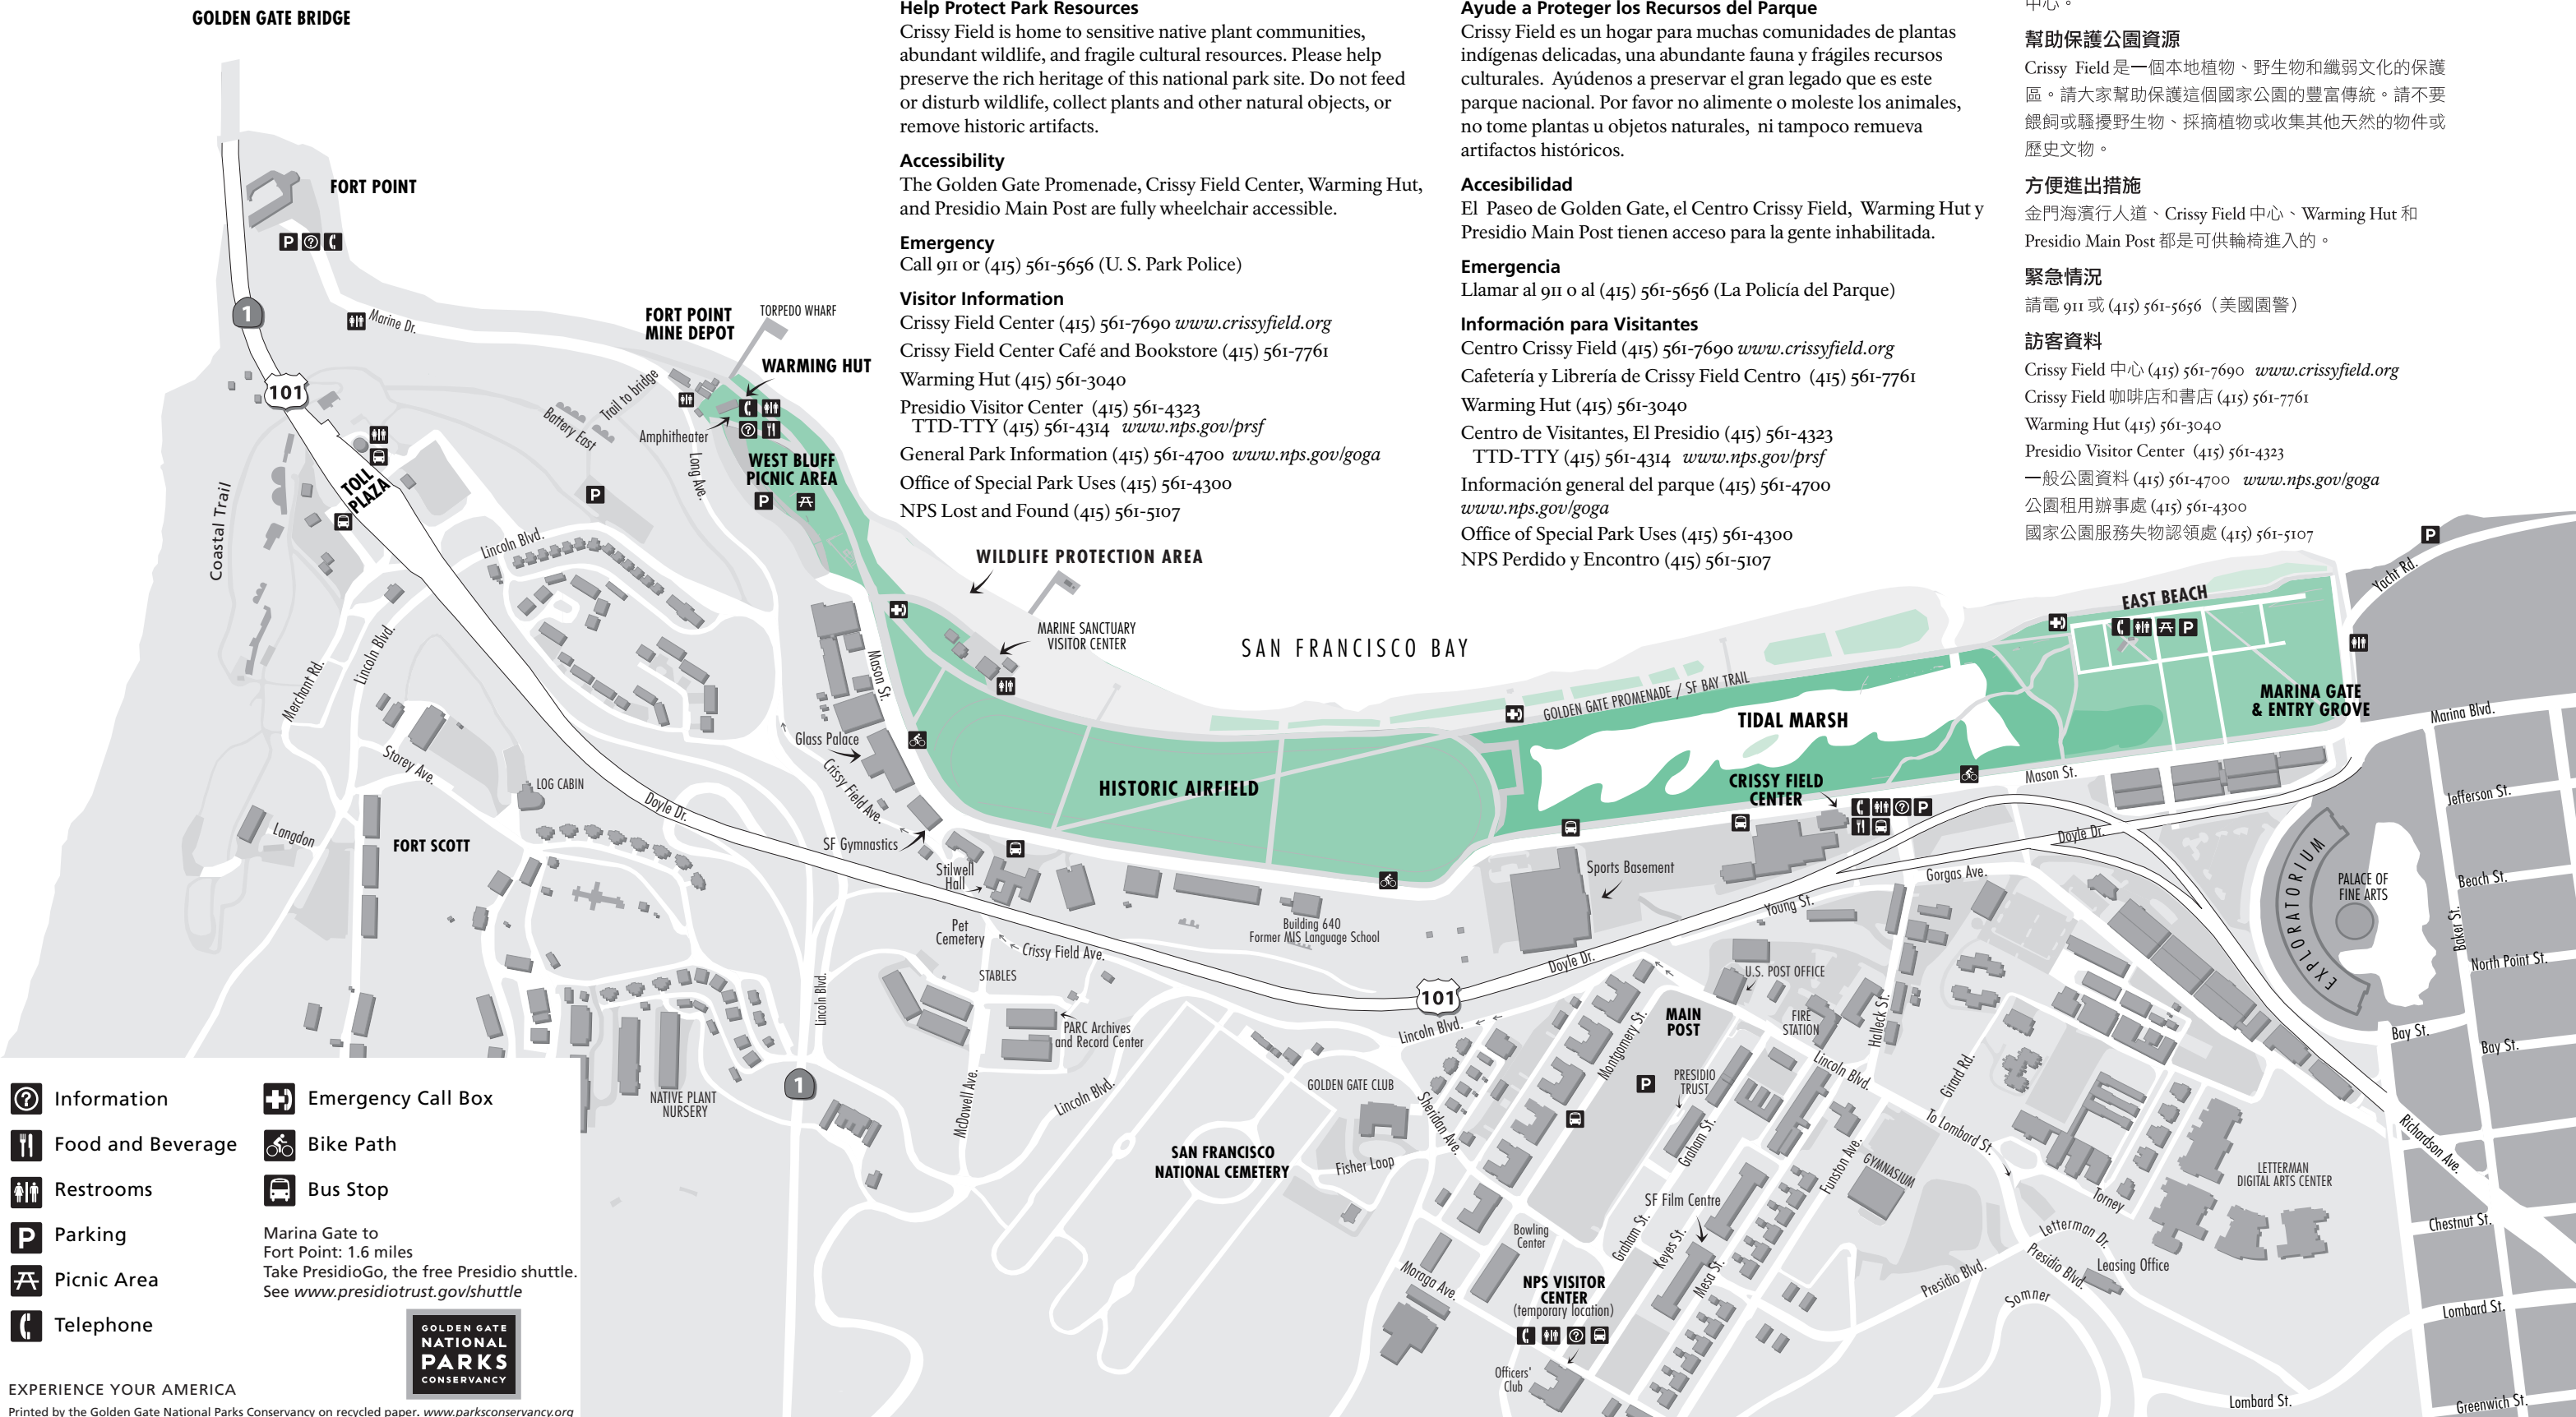 GOLDEN GATE BRIDGE
FORT POINT
Marine Dr.
1
101
FORT POINT
MINE DEPOT
TORPEDO WHARF
WARMING HUT
Trail to bridge
Battery East
Amphitheater
Long Ave.
WEST BLUFF
PICNIC AREA
TOLL
PLAZA
Coastal Trail
Lincoln Blvd.
Merchant Rd.
Lincoln Blvd.
Storey Ave.
LOG CABIN
Langdon
FORT SCOTT
Doyle Dr.
Help Protect Park Resources
Crissy Field is home to sensitive native plant communities,
abundant wildlife, and fragile cultural resources. Please help
preserve the rich heritage of this national park site. Do not feed
or disturb wildlife, collect plants and other natural objects, or
remove historic artifacts.
Accessibility
The Golden Gate Promenade, Crissy Field Center, Warming Hut,
and Presidio Main Post are fully wheelchair accessible.
Emergency
Call 911 or (415) 561-5656 (U. S. Park Police)
Visitor Information
Crissy Field Center (415) 561-7690 www.crissyfield.org
Crissy Field Center Café and Bookstore (415) 561-7761
Warming Hut (415) 561-3040
Presidio Visitor Center (415) 561-4323
TTD-TTY (415) 561-4314 www.nps.gov/prsf
General Park Information (415) 561-4700 www.nps.gov/goga
Office of Special Park Uses (415) 561-4300
NPS Lost and Found (415) 561-5107
Ayude a Proteger los Recursos del Parque
Crissy Field es un hogar para muchas comunidades de plantas
indígenas delicadas, una abundante fauna y frágiles recursos
culturales. Ayúdenos a preservar el gran legado que es este
parque nacional. Por favor no alimente o moleste los animales,
no tome plantas u objetos naturales, ni tampoco remueva
artifactos históricos.
Accesibilidad
El Paseo de Golden Gate, el Centro Crissy Field, Warming Hut y
Presidio Main Post tienen acceso para la gente inhabilitada.
Emergencia
Llamar al 911 o al (415) 561-5656 (La Policía del Parque)
Información para Visitantes
Centro Crissy Field (415) 561-7690 www.crissyfield.org
Cafetería y Librería de Crissy Field Centro (415) 561-7761
Warming Hut (415) 561-3040
Centro de Visitantes, El Presidio (415) 561-4323
TTD-TTY (415) 561-4314 www.nps.gov/prsf
Información general del parque (415) 561-4700
www.nps.gov/goga
Office of Special Park Uses (415) 561-4300
NPS Perdido y Encontro (415) 561-5107
中心。
幫助保護公園資源
Crissy Field 是一個本地植物、野生物和纖弱文化的保護
區。請大家幫助保護這個國家公園的豐富傳統。請不要
餵飼或騷擾野生物、採摘植物或收集其他天然的物件或
歷史文物。
方便進出措施
金門海濱行人道、Crissy Field 中心、Warming Hut 和
Presidio Main Post 都是可供輪椅進入的。
緊急情況
請電 911 或 (415) 561-5656（美國園警）
訪客資料
Crissy Field 中心 (415) 561-7690 www.crissyfield.org
Crissy Field 咖啡店和書店 (415) 561-7761
Warming Hut (415) 561-3040
Presidio Visitor Center (415) 561-4323
一般公園資料 (415) 561-4700 www.nps.gov/goga
公園租用辦事處 (415) 561-4300
國家公園服務失物認領處 (415) 561-5107
WILDLIFE PROTECTION AREA
MARINE SANCTUARY
VISITOR CENTER
SAN FRANCISCO BAY
Mason St.
Glass Palace
Crissy Field Ave.
SF Gymnastics
HISTORIC AIRFIELD
GOLDEN GATE PROMENADE / SF BAY TRAIL
TIDAL MARSH
CRISSY FIELD
CENTER
EAST BEACH
MARINA GATE
& ENTRY GROVE
Yacht Rd.
Marina Blvd.
Mason St.
Jefferson St.
Doyle Dr.
Gorgas Ave.
Beach St.
Baker St.
EXPLORATORIUM
PALACE OF
FINE ARTS
North Point St.
Bay St.
Bay St.
Richardson Ave.
Stilwell
Hall
Pet
Cemetery
Crissy Field Ave.
STABLES
Building 640
Former MIS Language School
Sports Basement
Young St.
Doyle Dr.
101
U.S. POST OFFICE
MAIN
POST
FIRE
STATION
Halleck St.
Lincoln Blvd.
Montgomery St.
PARC Archives
and Record Center
Lincoln Blvd.
NATIVE PLANT
NURSERY
1
McDowell Ave.
Lincoln Blvd.
GOLDEN GATE CLUB
Sheridan Ave.
PRESIDIO
TRUST
Graham St.
Lincoln Blvd.
Girard Rd.
To Lombard St.
SAN FRANCISCO
NATIONAL CEMETERY
Fisher Loop
Funston Ave.
GYMNASIUM
SF Film Centre
Torney
LETTERMAN
DIGITAL ARTS CENTER
Bowling
Center
Graham St.
Keyes St.
Mesa St.
Moraga Ave.
NPS VISITOR
CENTER
(temporary location)
Officers'
Club
Letterman Dr.
Presidio Blvd.
Presidio Blvd.
Leasing Office
Somner
Chestnut St.
Lombard St.
Lombard St.
Greenwich St.
Information
Food and Beverage
Restrooms
P Parking
Picnic Area
Telephone
Emergency Call Box
Bike Path
Bus Stop
Marina Gate to
Fort Point: 1.6 miles
Take PresidioGo, the free Presidio shuttle.
See www.presidiotrust.gov/shuttle
GOLDEN GATE
NATIONAL
PARKS
CONSERVANCY
EXPERIENCE YOUR AMERICA
Printed by the Golden Gate National Parks Conservancy on recycled paper. www.parksconservancy.org